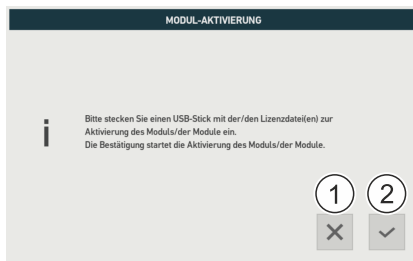 MODUL-AKTIVIERUNG
Bitte stecken Sie einen USB-Stick mit der/den Lizenzdatei(en) zur
Aktivierung des Moduls/der Module ein.
Die Bestätigung startet die Aktivierung des Moduls/der Module.
1 2